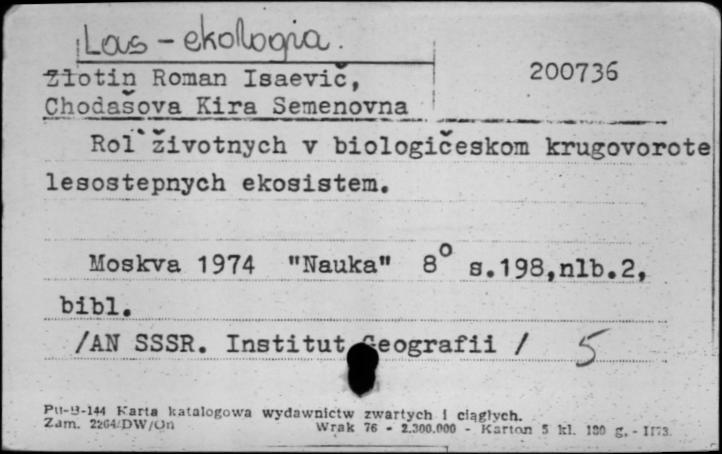 Las - ekologia.
Złotin Roman Isaevič,
200736
Chodašova Kira Semenovna
Rol` životnych v biologičeskom krugovorote
lesostepnych ekosistem.
Moskva 1974 "Nauka" 8° s.198,nlb.2,
bibl.
/AN SSSR. Institut Geografii / 5
Pu-B-144 Karta katalogowa wydawnictw zwartych i ciągłych.
Zam. 2264/DW/On Wrak 76 - 2.300.000 - Karton 5 kl. 180 g. -